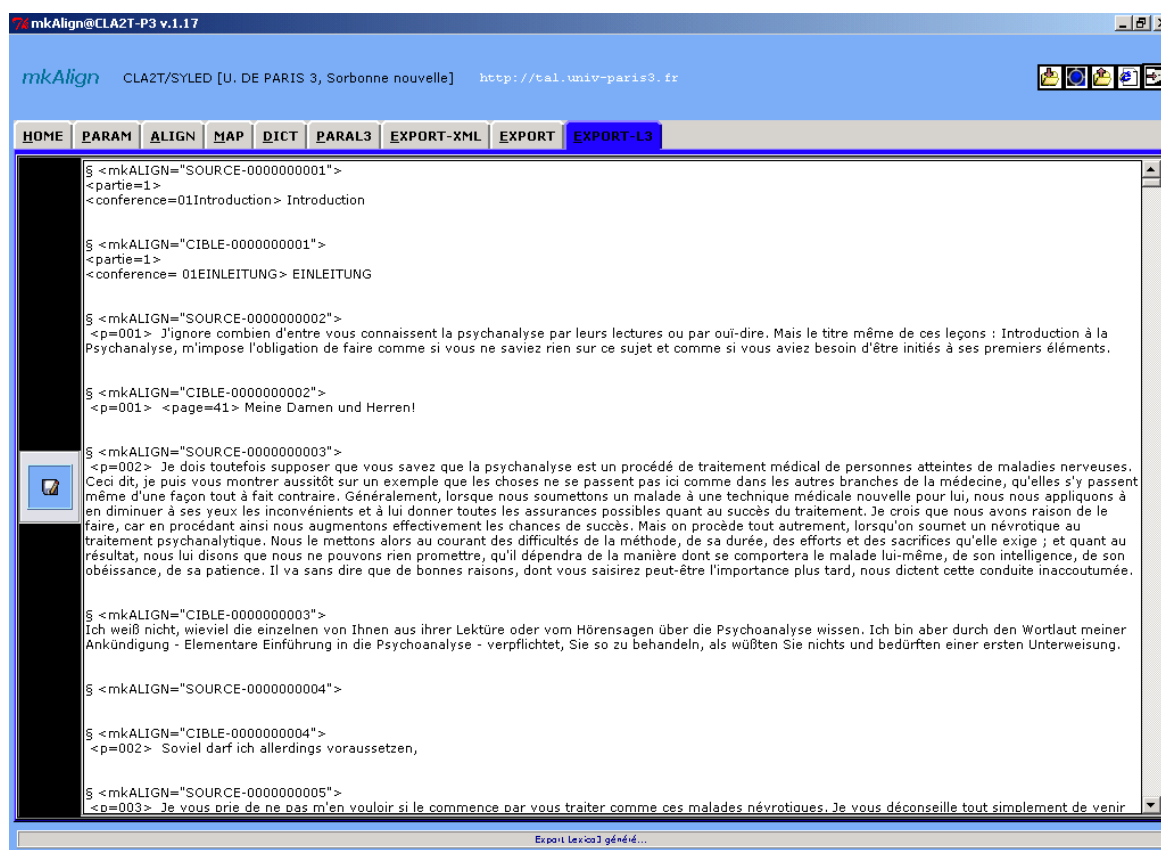 mkAlign@CLA2T-P3 v.1.17
mkAlign CLA2T/SYLED [U. DE PARIS 3, Sorbonne nouvelle] http://tal.univ-paris3.fr
HOME PARAM ALIGN MAP DICT PARAL3 EXPORT-XML EXPORT EXPORT-L3
§ <mkALIGN="SOURCE-0000000001">
<partie=1>
<conference=01Introduction> Introduction
§ <mkALIGN="CIBLE-0000000001">
<partie=1>
<conference= 01EINLEITUNG> EINLEITUNG
§ <mkALIGN="SOURCE-0000000002">
<p=001> J'ignore combien d'entre vous connaissent la psychanalyse par leurs lectures ou par ouï-dire. Mais le titre même de ces leçons : Introduction à la
Psychanalyse, m'impose l'obligation de faire comme si vous ne saviez rien sur ce sujet et comme si vous aviez besoin d'être initiés à ses premiers éléments.
§ <mkALIGN="CIBLE-0000000002">
<p=001> <page=41> Meine Damen und Herren!
§ <mkALIGN="SOURCE-0000000003">
<p=002> Je dois toutefois supposer que vous savez que la psychanalyse est un procédé de traitement médical de personnes atteintes de maladies nerveuses.
Ceci dit, je puis vous montrer aussitôt sur un exemple que les choses ne se passent pas ici comme dans les autres branches de la médecine, qu'elles s'y passent
même d'une façon tout à fait contraire. Généralement, lorsque nous soumettons un malade à une technique médicale nouvelle pour lui, nous nous appliquons à
en diminuer à ses yeux les inconvénients et à lui donner toutes les assurances possibles quant au succès du traitement. Je crois que nous avons raison de le
faire, car en procédant ainsi nous augmentons effectivement les chances de succès. Mais on procède tout autrement, lorsqu'on soumet un névrotique au
traitement psychanalytique. Nous le mettons alors au courant des difficultés de la méthode, de sa durée, des efforts et des sacrifices qu'elle exige ; et quant au
résultat, nous lui disons que nous ne pouvons rien promettre, qu'il dépendra de la manière dont se comportera le malade lui-même, de son intelligence, de son
obéissance, de sa patience. Il va sans dire que de bonnes raisons, dont vous saisirez peut-être l'importance plus tard, nous dictent cette conduite inaccoutumée.
§ <mkALIGN="CIBLE-0000000003">
Ich weiß nicht, wieviel die einzelnen von Ihnen aus ihrer Lektüre oder vom Hörensagen über die Psychoanalyse wissen. Ich bin aber durch den Wortlaut meiner
Ankündigung - Elementare Einführung in die Psychoanalyse - verpflichtet, Sie so zu behandeln, als wüßten Sie nichts und bedürften einer ersten Unterweisung.
§ <mkALIGN="SOURCE-0000000004">
§ <mkALIGN="CIBLE-0000000004">
<p=002> Soviel darf ich allerdings voraussetzen,
§ <mkALIGN="SOURCE-0000000005">
<p=003> Je vous prie de ne pas m'en vouloir si je commence par vous traiter comme ces malades névrotiques. Je vous déconseille tout simplement de venir
Export Lexico3 généré...